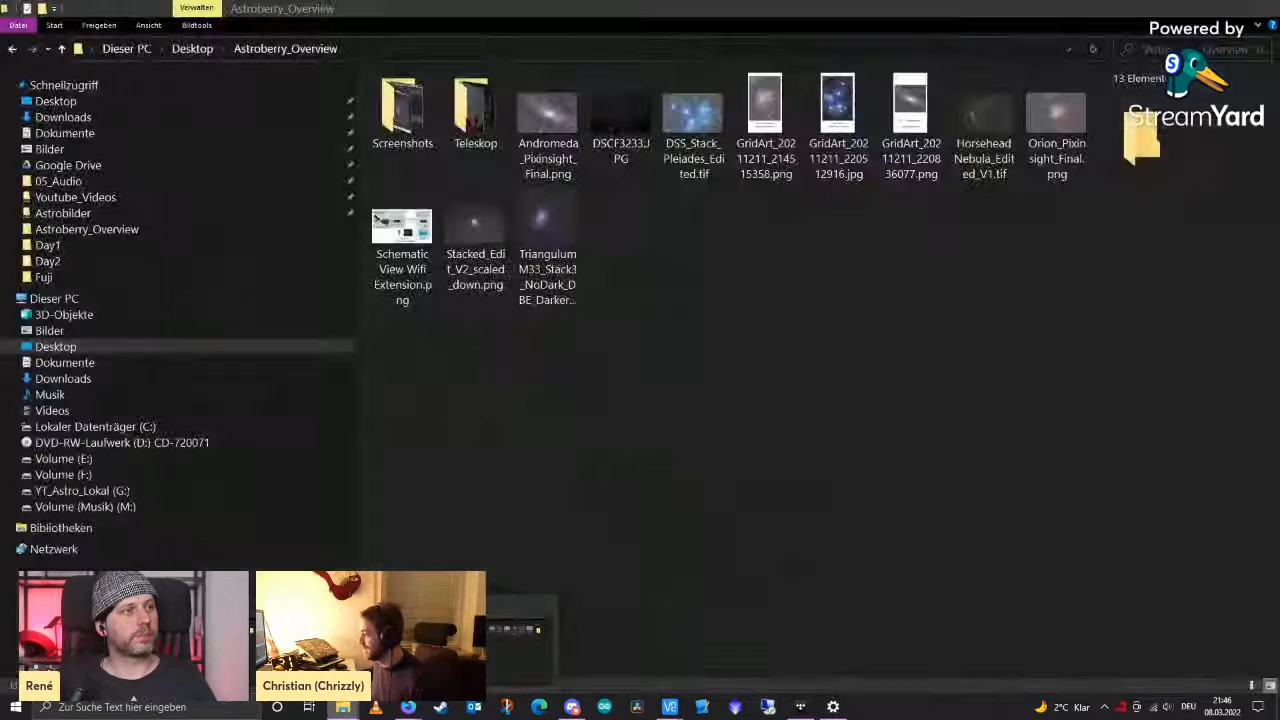 Verwalten
Astroberry_Overview
Datei
Start
Freigeben
Ansicht
Bildtools
Powered by
StreamYard
Dieser PC
Desktop
Astroberry_Overview
13 Element
Schnellzugriff
Desktop
Downloads
Dokumente
Bilder
Google Drive
05_Audio
Youtube_Videos
Astrobilder
Astroberry_Overview
Day1
Day2
Fuji
Dieser PC
3D-Objekte
Bilder
Desktop
Dokumente
Downloads
Musik
Videos
Lokaler Datenträger (C:)
DVD-RW-Laufwerk (D:) CD-720071
Volume (E:)
Volume (F:)
YT_Astro_Lokal (G:)
Volume (Musik) (M:)
Bibliotheken
Netzwerk
Screenshots
Teleskop
Andromeda
_Pixinsight_
Final.png
DSCF3233.J
PG
DSS_Stack_
Pleiades_Edi
ted.tif
GridArt_202
11211_2145
15358.png
GridArt_202
11211_2205
12916.jpg
GridArt_202
11211_2208
36077.png
Horsehead
Nebula_Edit
ed_V1.tif
Orion_Pixin
sight_Final.
png
Schematic
View Wifi
Extension.p
ng
Stacked_Edi
t_V2_scaled
_down.png
Triangulum
M33_Stack3
_NoDark_D
BE_Darker...
René
Christian (Chrizzly)
Zur Suche Text hier eingeben
2°C Klar
DEU
21:46
08.03.2022